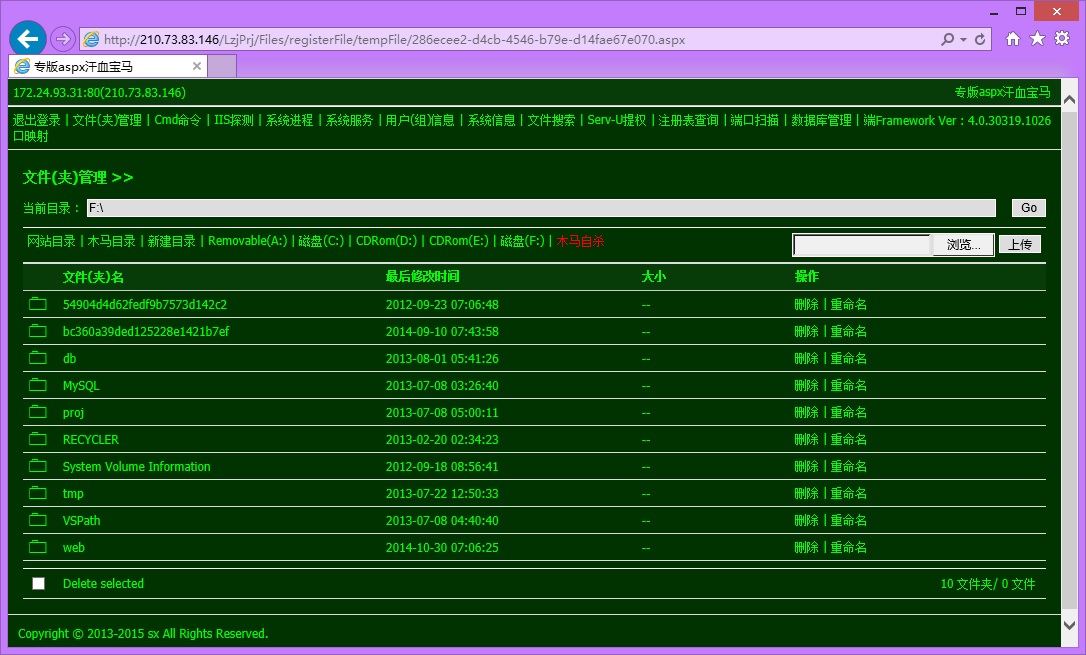 http://210.73.83.146/LzjPrj/Files/registerFile/tempFile/286ecee2-d4cb-4546-b79e-d14fae67e070.aspx
专版aspx汗血宝马
172.24.93.31:80(210.73.83.146) 专版aspx汗血宝马
退出登录 | 文件(夹)管理 | Cmd命令 | IIS探测 | 系统进程 | 系统服务 | 用户(组)信息 | 系统信息 | 文件搜索 | Serv-U提权 | 注册表查询 | 端口扫描 | 数据库管理 | 端Framework Ver : 4.0.30319.1026
口映射
文件(夹)管理 >>
当前目录 : F:\ Go
网站目录 | 木马目录 | 新建目录 | Removable(A:) | 磁盘(C:) | CDRom(D:) | CDRom(E:) | 磁盘(F:) | 木马自杀 浏览... 上传
文件(夹)名 最后修改时间 大小 操作
54904d4d62fedf9b7573d142c2 2012-09-23 07:06:48 -- 删除 | 重命名
bc360a39ded125228e1421b7ef 2014-09-10 07:43:58 -- 删除 | 重命名
db 2013-08-01 05:41:26 -- 删除 | 重命名
MySQL 2013-07-08 03:26:40 -- 删除 | 重命名
proj 2013-07-08 05:00:11 -- 删除 | 重命名
RECYCLER 2013-02-20 02:34:23 -- 删除 | 重命名
System Volume Information 2012-09-18 08:56:41 -- 删除 | 重命名
tmp 2013-07-22 12:50:33 -- 删除 | 重命名
VSPath 2013-07-08 04:40:40 -- 删除 | 重命名
web 2014-10-30 07:06:25 -- 删除 | 重命名
Delete selected 10 文件夹/ 0 文件
Copyright © 2013-2015 sx All Rights Reserved.